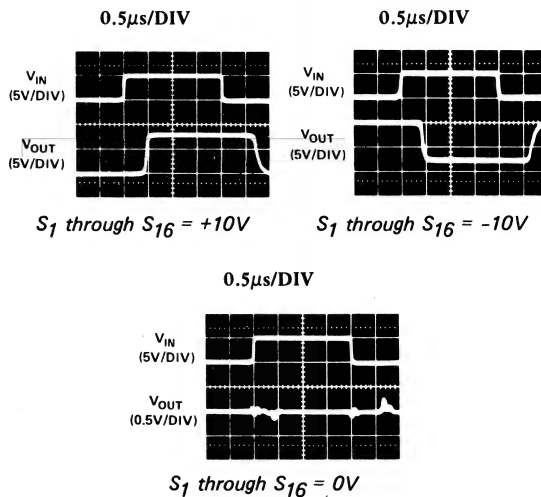 0.5μs/DIV
VIN
(5V/DIV)
VOUT
(5V/DIV)
S1 through S16 = +10V
0.5μs/DIV
VIN
(5V/DIV)
VOUT
(5V/DIV)
S1 through S16 = -10V
0.5μs/DIV
VIN
(5V/DIV)
VOUT
(0.5V/DIV)
S1 through S16 = 0V